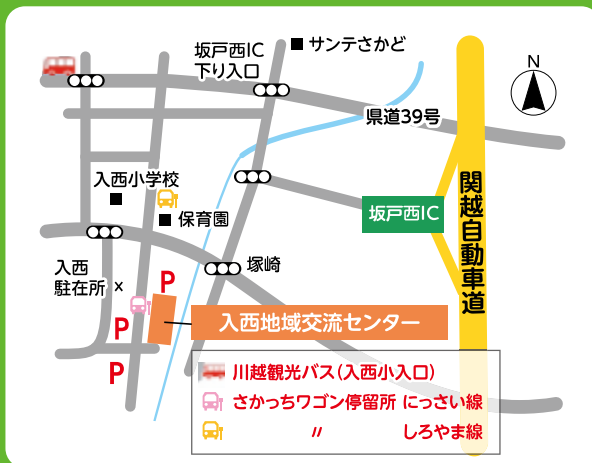 坂戸西IC
下り入口
サンテさかど
N
県道39号
入西小学校
保育園
坂戸西IC
関越自動車道
入西
駐在所
塚崎
P
P
P
入西地域交流センター
川越観光バス(入西小入口)
さかっちワゴン停留所 にっさい線
〃 しろやま線